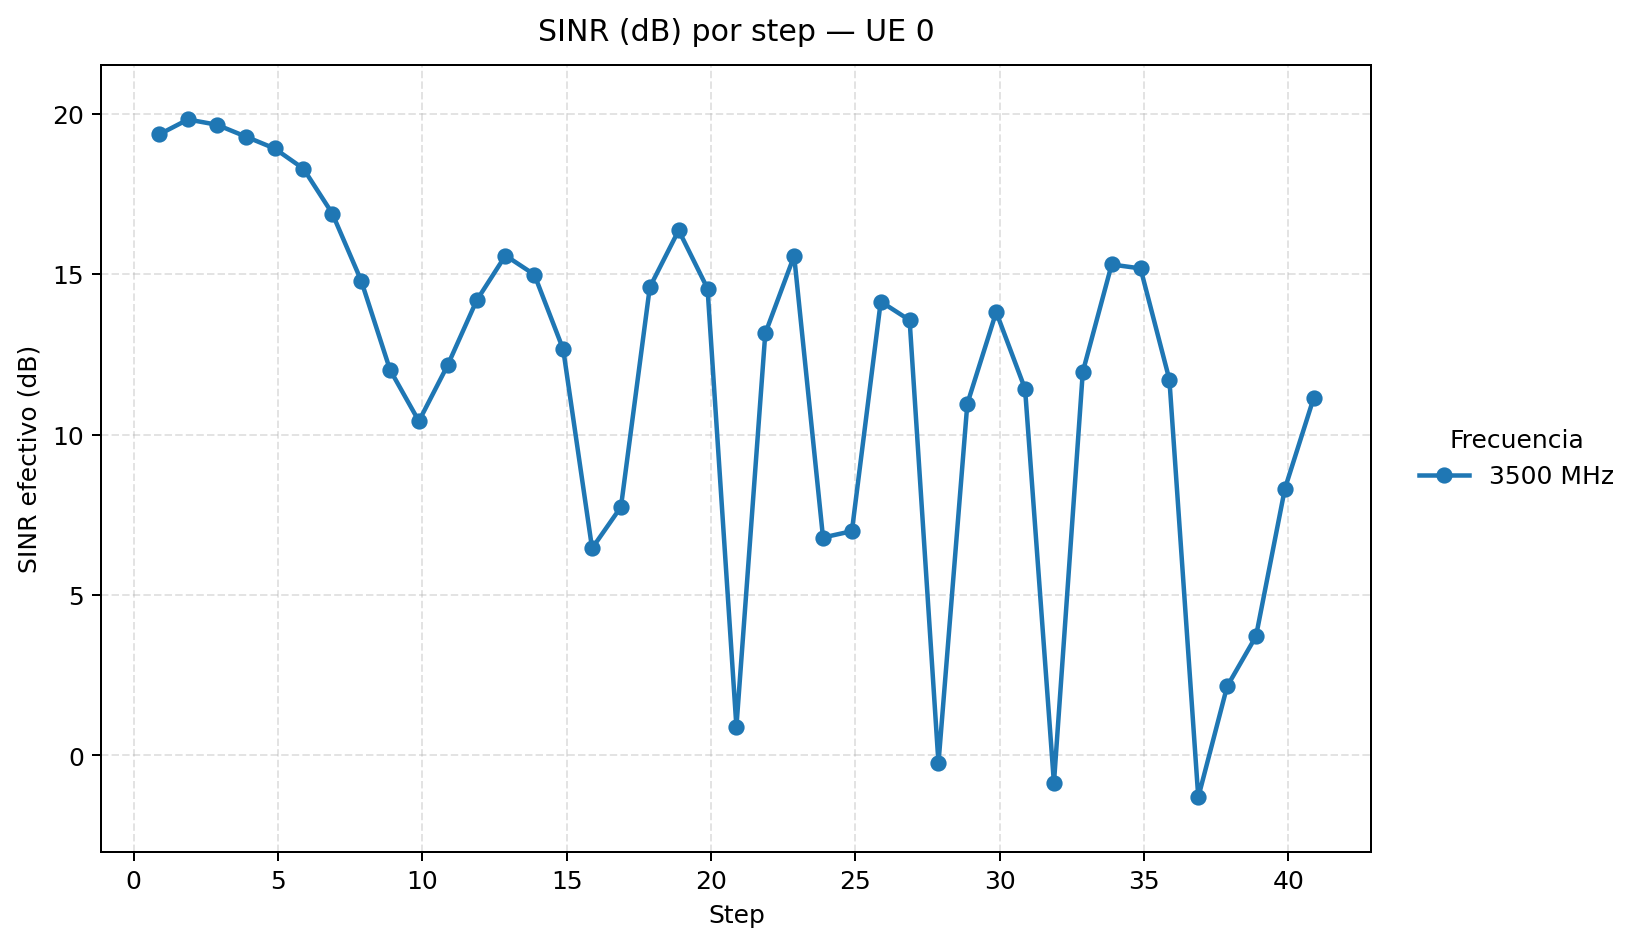 SINR (dB) por step — UE 0
SINR efectivo (dB)
20
15
10
5
0
0 5 10 15 20 25 30 35 40
Step
Frecuencia
3500 MHz